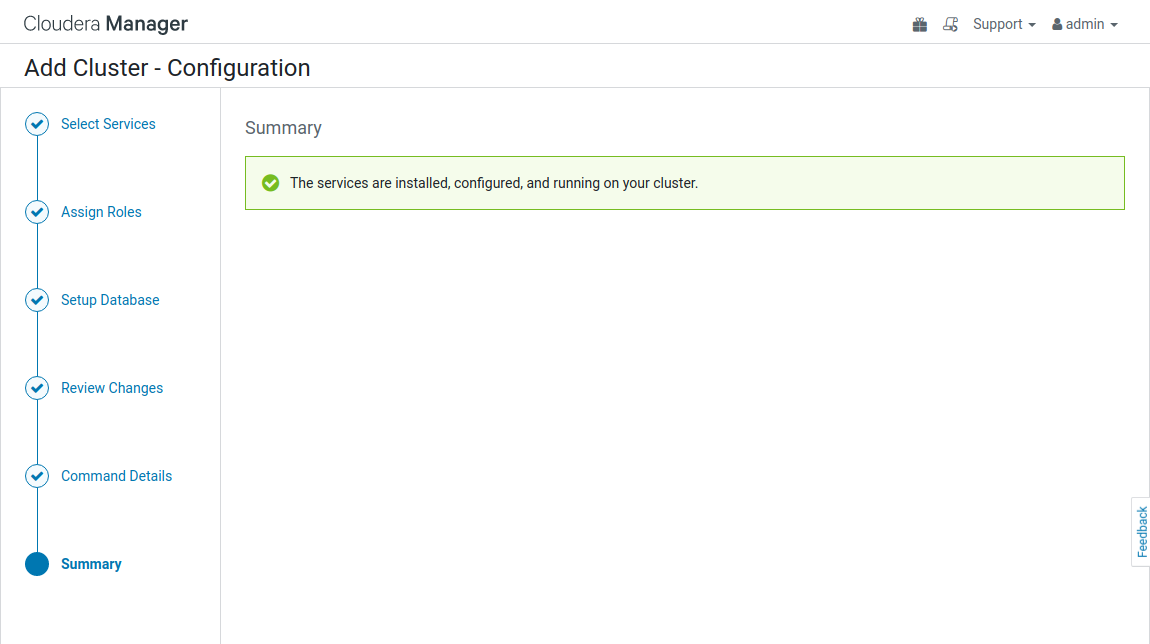 Cloudera Manager
Support
admin
Add Cluster - Configuration
Select Services
Assign Roles
Setup Database
Review Changes
Command Details
Summary
Summary
The services are installed, configured, and running on your cluster.
Feedback